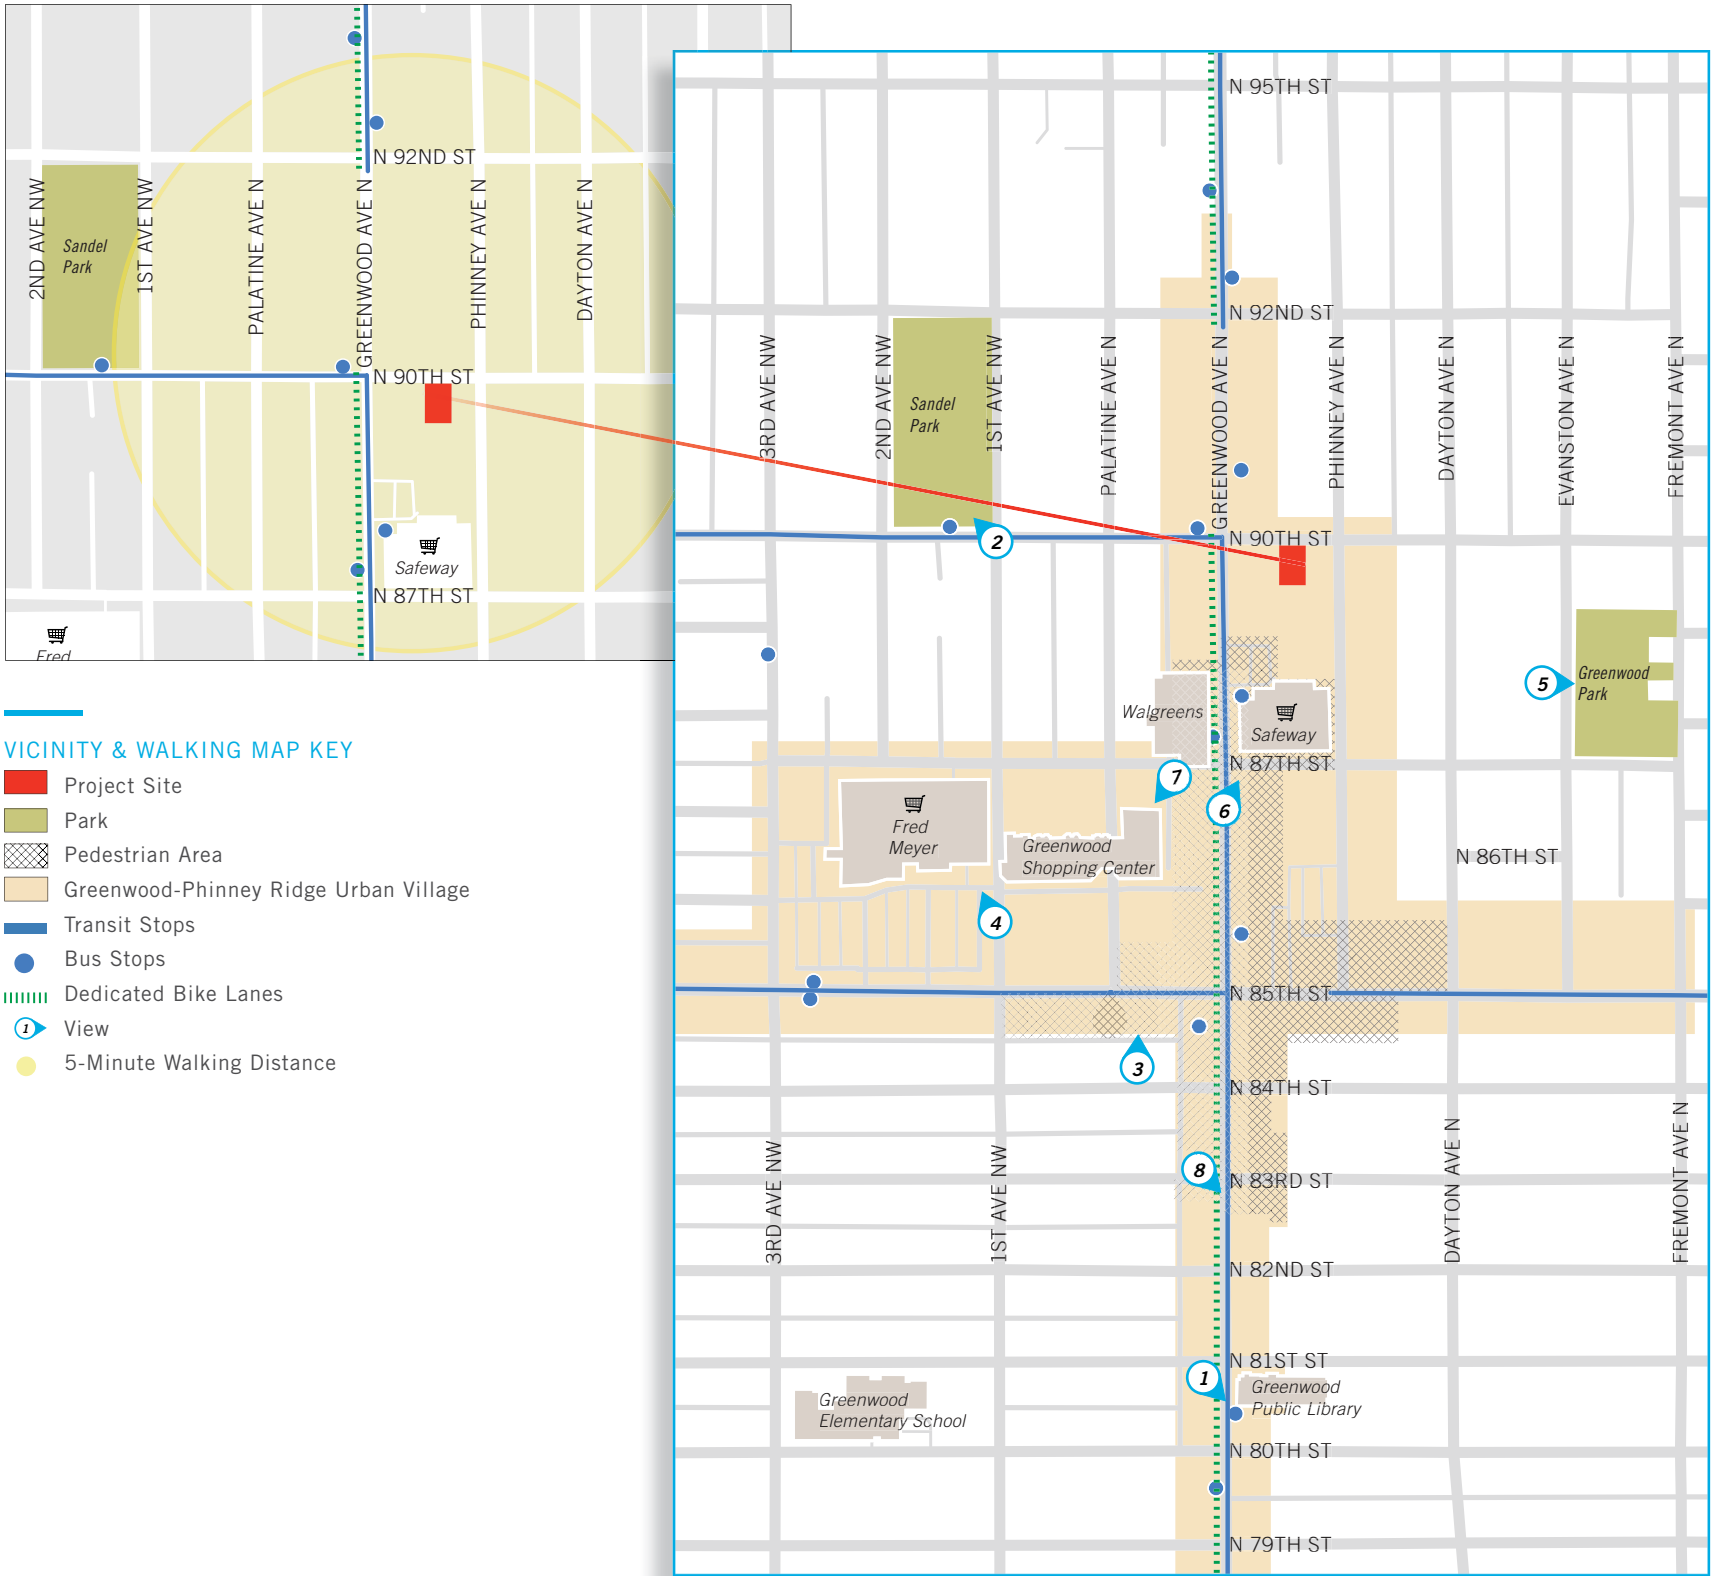 N 92ND ST
2ND AVE NW
Sandel
Park
1ST AVE NW
PALATINE AVE N
GREENWOOD AVE N
PHINNEY AVE N
DAYTON AVE N
N 90TH ST
Safeway
N 87TH ST
Fred
VICINITY & WALKING MAP KEY
Project Site
Park
Pedestrian Area
Greenwood-Phinney Ridge Urban Village
Transit Stops
Bus Stops
Dedicated Bike Lanes
1
View
5-Minute Walking Distance
N 95TH ST
N 92ND ST
3RD AVE NW
2ND AVE NW
Sandel
Park
1ST AVE NW
PALATINE AVE N
GREENWOOD AVE N
PHINNEY AVE N
DAYTON AVE N
EVANSTON AVE N
FREMONT AVE N
2
N 90TH ST
5
Greenwood
Park
Walgreens
Safeway
N 87TH ST
7
6
Fred
Meyer
Greenwood
Shopping Center
N 86TH ST
4
N 85TH ST
3
N 84TH ST
3RD AVE NW
1ST AVE NW
8
N 83RD ST
DAYTON AVE N
FREMONT AVE N
N 82ND ST
N 81ST ST
1
Greenwood
Public Library
Greenwood
Elementary School
N 80TH ST
N 79TH ST